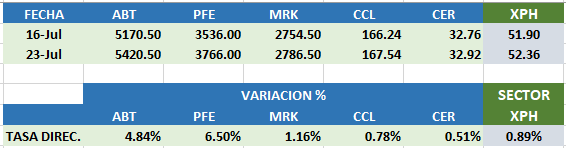 FECHA ABT PFE MRK CCL CER XPH
16-Jul 5170.50 3536.00 2754.50 166.24 32.76 51.90
23-Jul 5420.50 3766.00 2786.50 167.54 32.92 52.36
VARIACION % SECTOR
ABT PFE MRK CCL CER XPH
TASA DIREC. 4.84% 6.50% 1.16% 0.78% 0.51% 0.89%